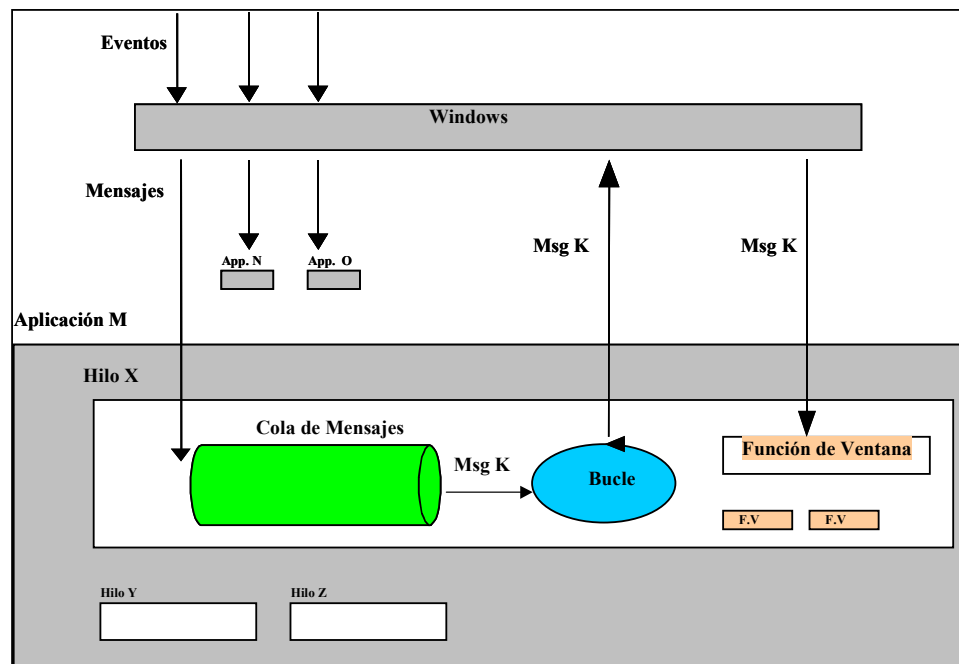 Eventos
Windows
Mensajes
Msg K
Msg K
App. N
App. O
Aplicación M
Hilo X
Cola de Mensajes
Msg K
Bucle
Función de Ventana
F.V
F.V
Hilo Y
Hilo Z